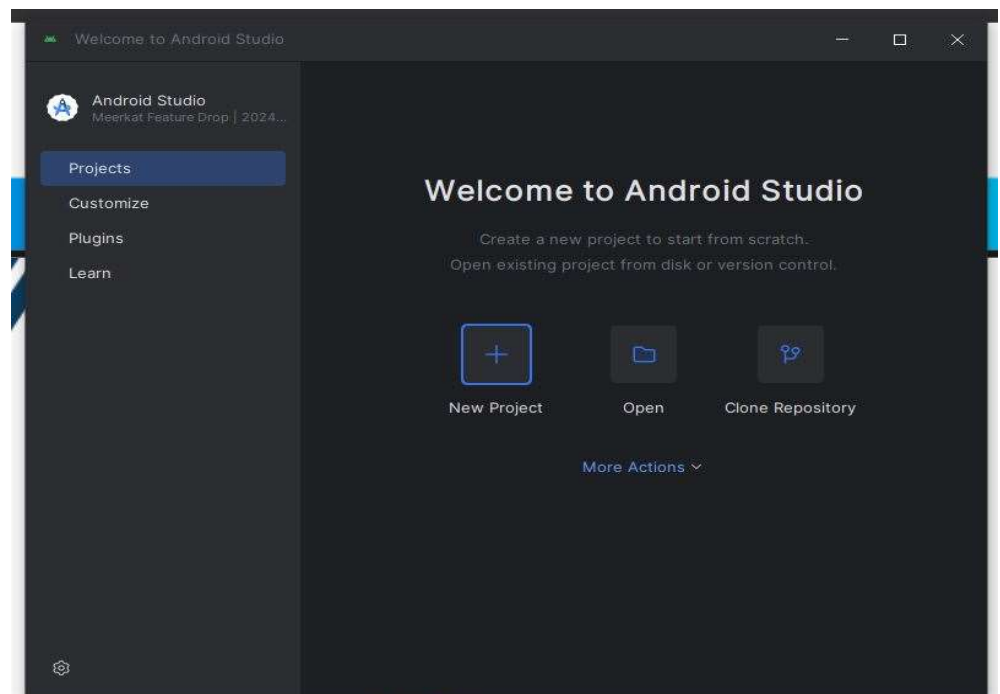 Welcome to Android Studio
Android Studio
Meerkat Feature Drop | 2024...
Projects
Customize
Plugins
Learn
Welcome to Android Studio
Create a new project to start from scratch.
Open existing project from disk or version control.
New Project
Open
Clone Repository
More Actions